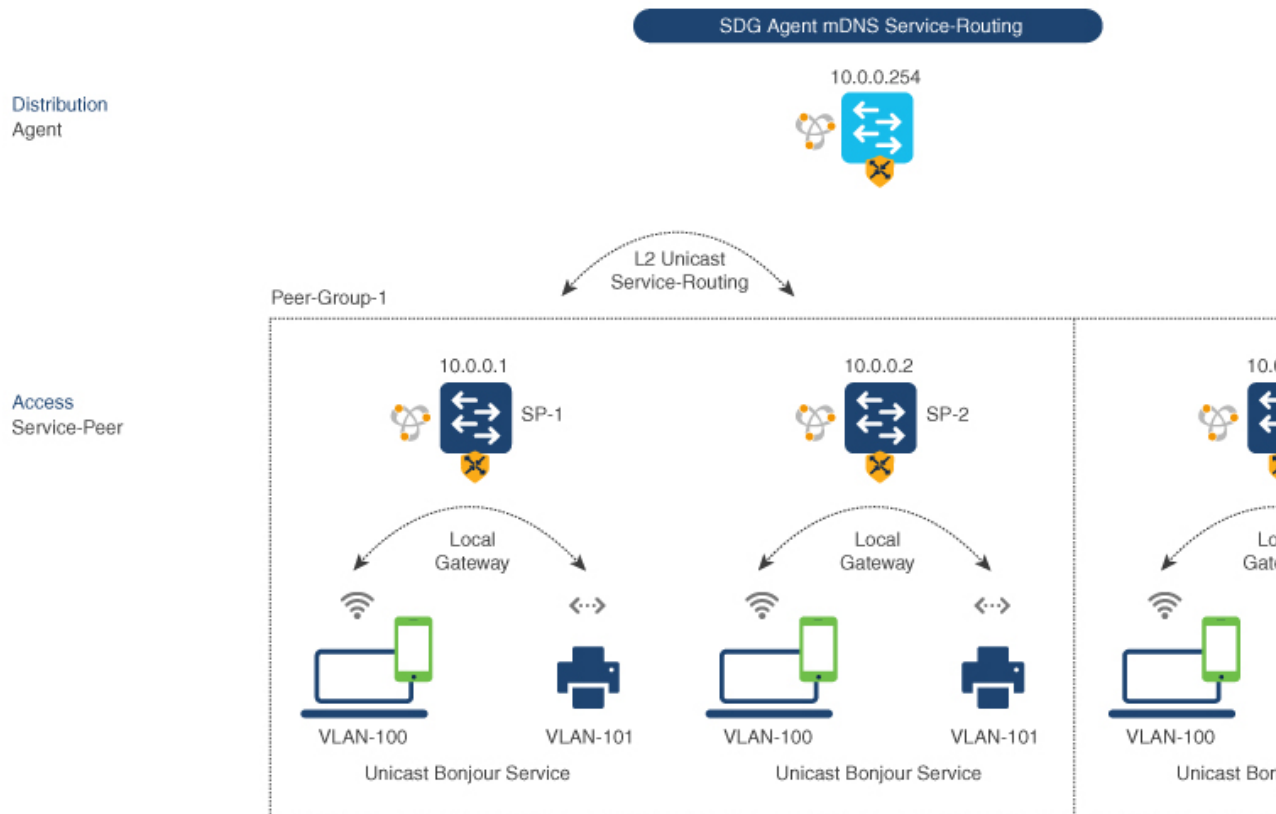 SDG Agent mDNS Service-Routing
10.0.0.254
Distribution
Agent
L2 Unicast
Service-Routing
Peer-Group-1
10.0.0.1
10.0.0.2
Access
Service-Peer
SP-1
SP-2
Local
Gateway
Local
Gateway
VLAN-100
VLAN-101
VLAN-100
VLAN-101
VLAN-100
Unicast Bonjour Service
Unicast Bonjour Service
Unicast